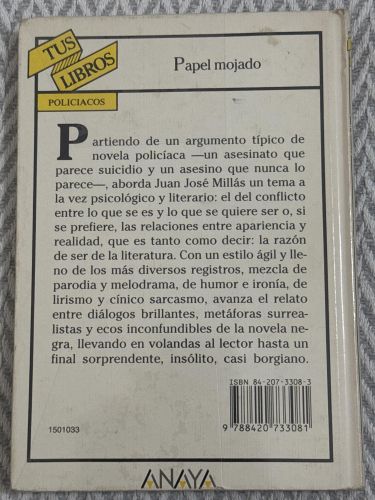 TUS
LIBROS
POLICIACOS
Papel mojado
Partiendo de un argumento típico de
novela policíaca —un asesinato que
parece suicidio y un asesino que nunca lo
parece—, aborda Juan José Millás un tema a
la vez psicológico y literario: el del conflicto
entre lo que se es y lo que se quiere ser o, si
se prefiere, las relaciones entre apariencia y
realidad, que es tanto como decir: la razón
de ser de la literatura. Con un estilo ágil y lle-
no de los más diversos registros, mezcla de
parodia y melodrama, de humor e ironía, de
lirismo y cínico sarcasmo, avanza el relato
entre diálogos brillantes, metáforas surrea-
listas y ecos inconfundibles de la novela ne-
gra, llevando en volandas al lector hasta un
final sorprendente, insólito, casi borgiano.
ISBN 84-207-3308-3
9 788420 733081
1501033
ANAYA